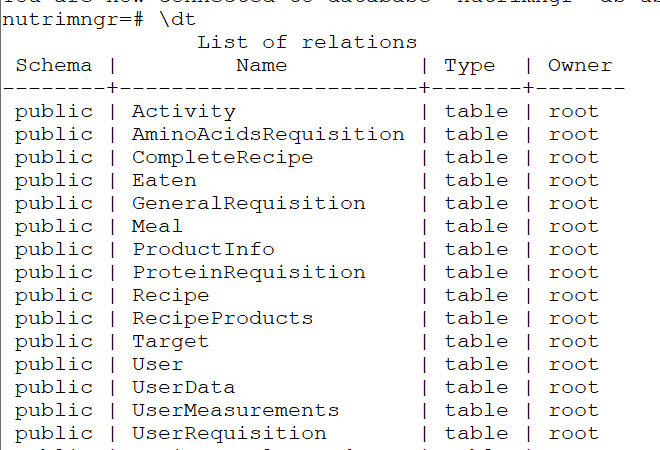 nutrimngr=# \dt
List of relations
Schema | Name | Type | Owner
--------+-----------------------+-------+-------
public | Activity | table | root
public | AminoAcidsRequisition | table | root
public | CompleteRecipe | table | root
public | Eaten | table | root
public | GeneralRequisition | table | root
public | Meal | table | root
public | ProductInfo | table | root
public | ProteinRequisition | table | root
public | Recipe | table | root
public | RecipeProducts | table | root
public | Target | table | root
public | User | table | root
public | UserData | table | root
public | UserMeasurements | table | root
public | UserRequisition | table | root